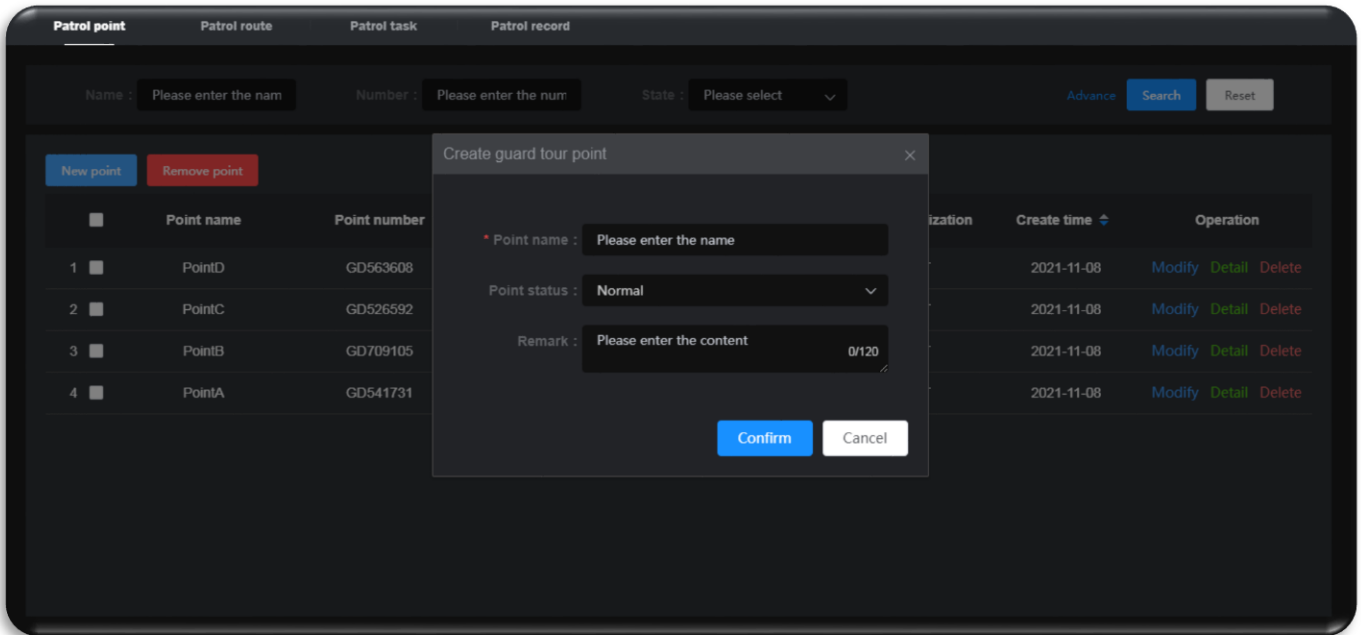 Patrol point Patrol route Patrol task Patrol record
Name : Please enter the nam Number : Please enter the num State : Please select Advance Search Reset
New point Remove point
Create guard tour point
Point name Point number Create time Operation
* Point name : Please enter the name
1 PointD GD563608 2021-11-08 Modify Detail Delete
Point status : Normal
2 PointC GD526592 2021-11-08 Modify Detail Delete
Remark : Please enter the content
0/120
3 PointB GD709105 2021-11-08 Modify Detail Delete
4 PointA GD541731 2021-11-08 Modify Detail Delete
Confirm Cancel